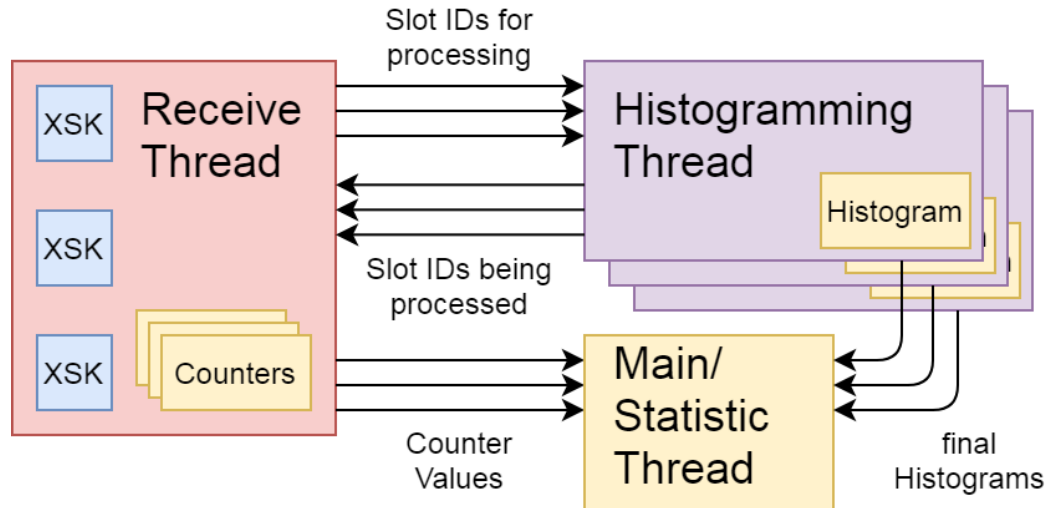 Slot IDs for
processing
XSK
Receive
Thread
Histogramming
Thread
Histogram
XSK
Slot IDs being
processed
XSK
Counters
Main/
Statistic
Thread
Counter
Values
final
Histograms